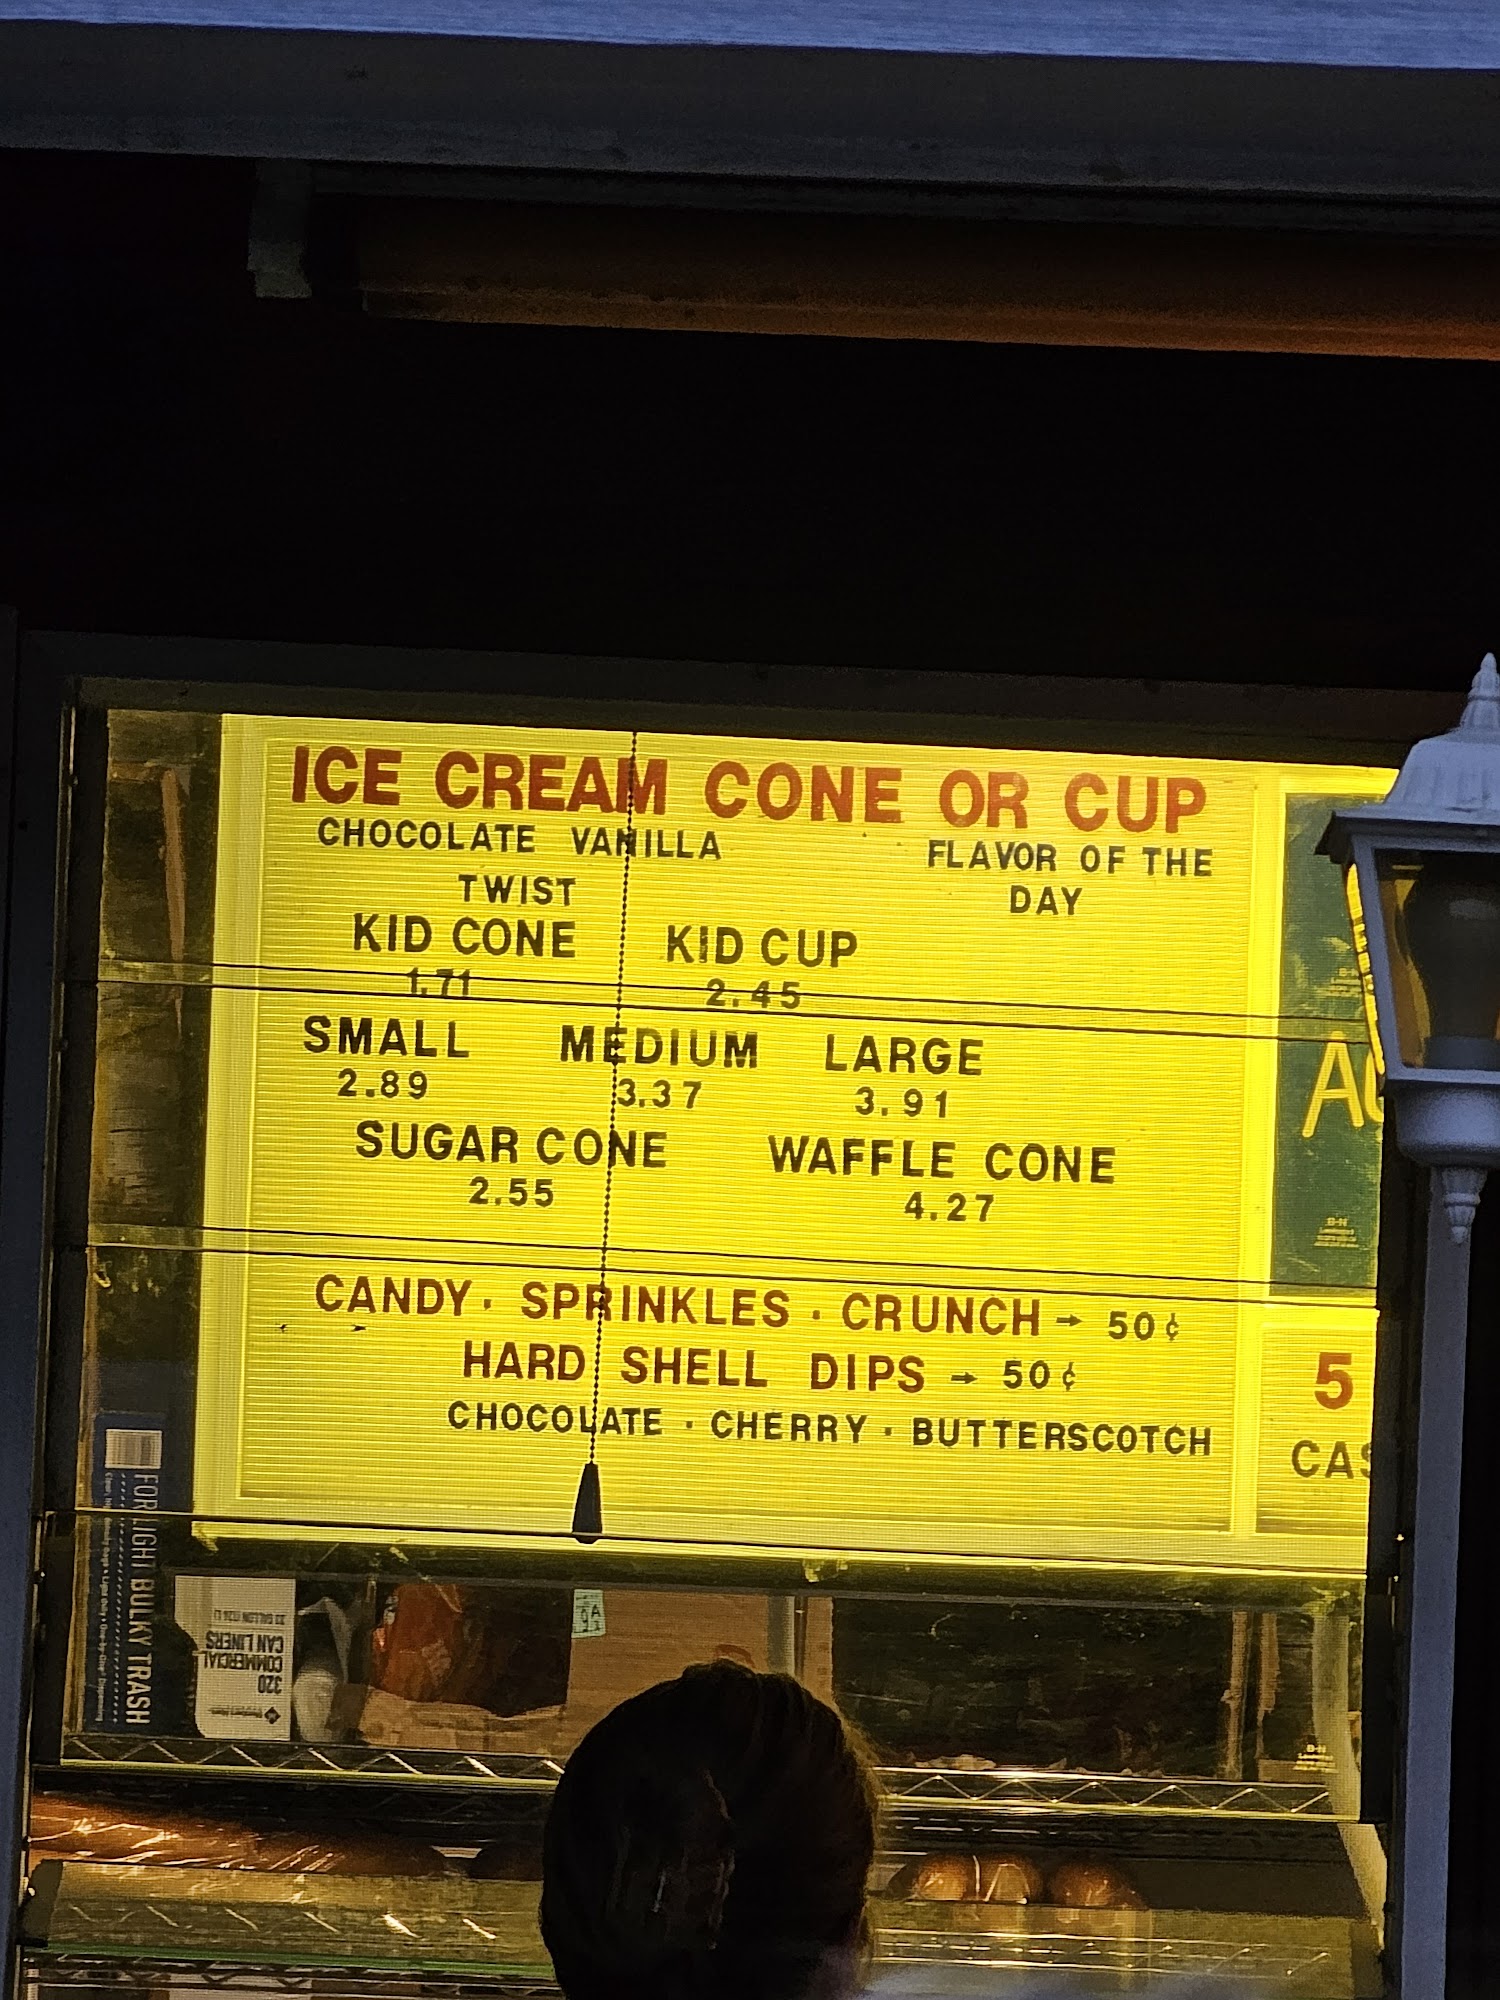 ICE CREAM CONE OR CUP
CHOCOLATE VANILLA
TWIST
FLAVOR OF THE
DAY
KID CONE KID CUP
1.71 2.45
SMALL MEDIUM LARGE
2.89 3.37 3.91
SUGAR CONE WAFFLE CONE
2.55 4.27
CANDY · SPRINKLES · CRUNCH → 50¢
HARD SHELL DIPS → 50¢
CHOCOLATE · CHERRY · BUTTERSCOTCH
5
B-N
FOR LIGHT BULKY TRASH
320
COMMERCIAL
CAN LINERS
B-N